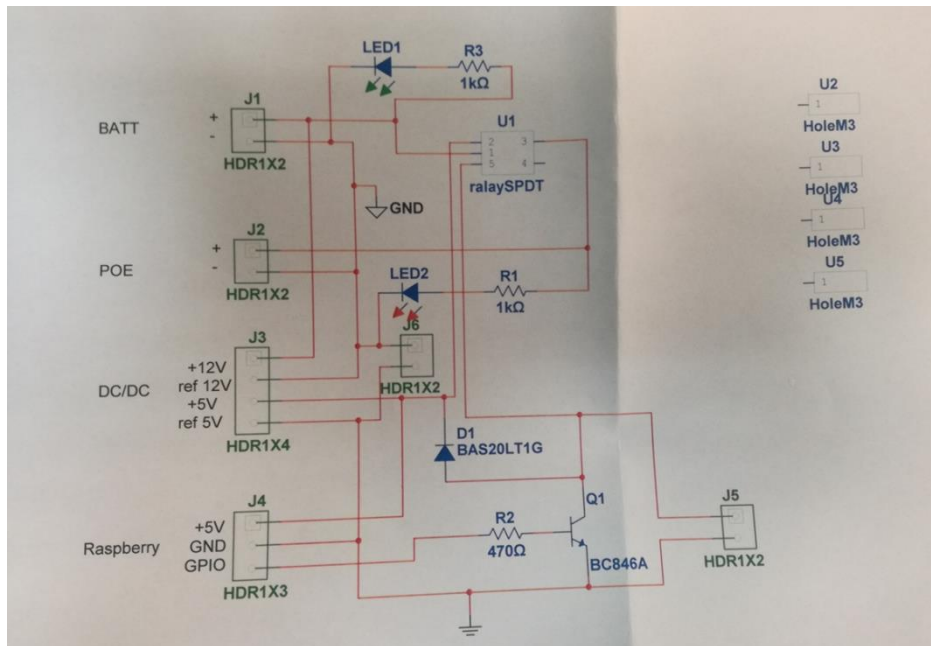 LED1
R3
1kΩ
J1
BATT
+
-
HDR1X2
U1
2
3
1
5
4
ralaySPDT
GND
U2
1
HoleM3
U3
1
HoleM3
U4
1
HoleM3
U5
1
HoleM3
J2
POE
+
-
HDR1X2
LED2
R1
1kΩ
J6
HDR1X2
J3
DC/DC
+12V
ref 12V
+5V
ref 5V
HDR1X4
D1
BAS20LT1G
Q1
BC846A
J4
Raspberry
+5V
GND
GPIO
HDR1X3
R2
470Ω
J5
HDR1X2